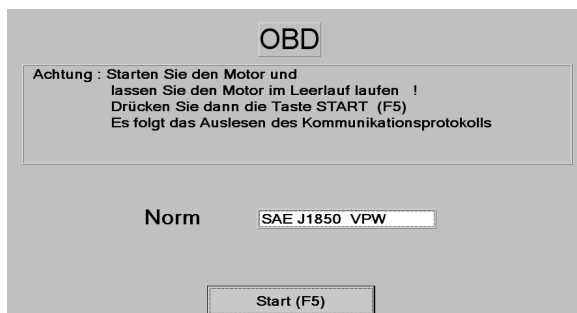 OBD
Achtung : Starten Sie den Motor und
lassen Sie den Motor im Leerlauf laufen !
Drücken Sie dann die Taste START (F5)
Es folgt das Auslesen des Kommunikationsprotokolls
Norm SAE J1850 VPW
Start (F5)